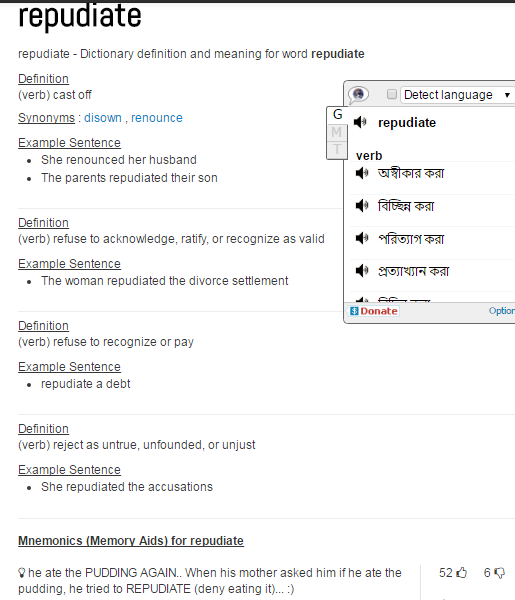 repudiate
repudiate - Dictionary definition and meaning for word repudiate
Definition
(verb) cast off
Synonyms : disown , renounce
Example Sentence
She renounced her husband
The parents repudiated their son
Definition
(verb) refuse to acknowledge, ratify, or recognize as valid
Example Sentence
The woman repudiated the divorce settlement
Definition
(verb) refuse to recognize or pay
Example Sentence
repudiate a debt
Definition
(verb) reject as untrue, unfounded, or unjust
Example Sentence
She repudiated the accusations
Mnemonics (Memory Aids) for repudiate
he ate the PUDDING AGAIN.. When his mother asked him if he ate the
pudding, he tried to REPUDIATE (deny eating it)... :)
52 6
Detect language
G
M
T
repudiate
verb
অস্বীকার করা
বিচ্ছিন্ন করা
পরিত্যাগ করা
প্রত্যাখ্যান করা
Donate Option